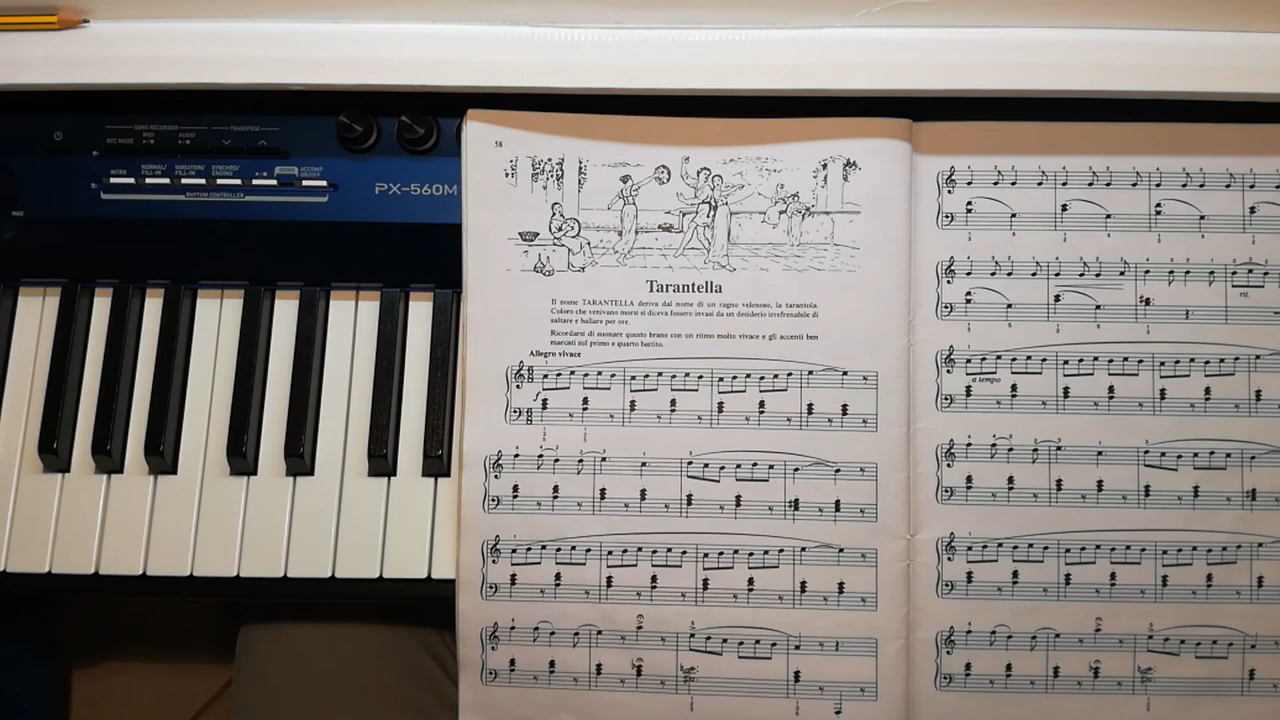 SONG RECORDER
TRANSPOSE
REC MODE
MIDI
AUDIO
INTRO
NORMAL/
FILL-IN
VARIATION/
FILL-IN
SYNCHRO/
ENDING
ACCOMP
ON/OFF
RHYTHM CONTROLLER
MAX
PX-560M
58
Tarantella
Il nome TARANTELLA deriva dal nome di un ragno velenoso, la tarantola.
Coloro che venivano morsi si diceva fossero invasi da un desiderio irrefrenabile di
saltare e ballare per ore.
Ricordarsi di suonare questo brano con un ritmo molto vivace e gli accenti ben
marcati sul primo e quarto battito.
Allegro vivace
f
rit.
a tempo